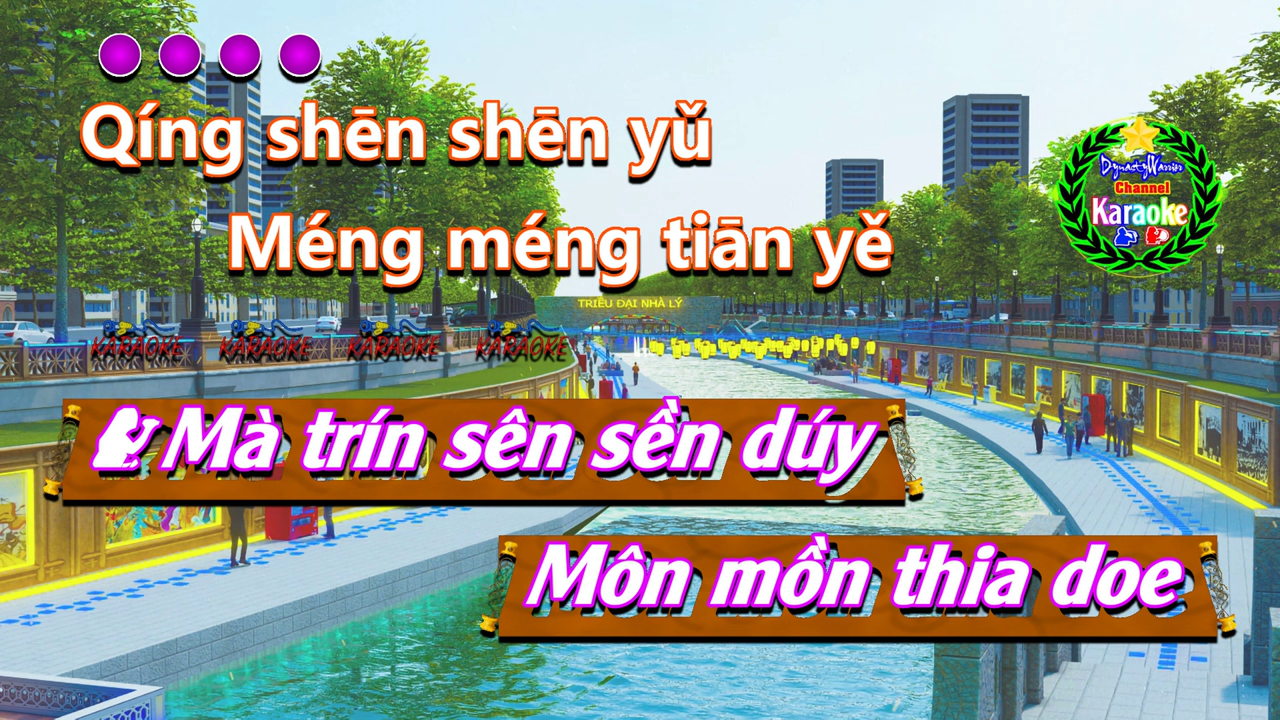 Qíng shēn shēn yǔ
Méng méng tiān yě
DynastyWarrior
Channel
Karaoke
TRIỀU ĐẠI NHÀ LÝ
KARAOKE KARAOKE KARAOKE KARAOKE
Mà trín sên sền dúy
Môn mồn thia doe